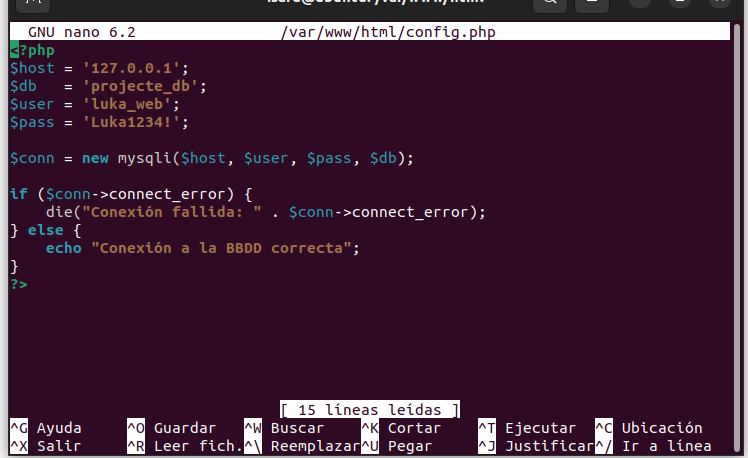 GNU nano 6.2 /var/www/html/config.php
<?php
$host = '127.0.0.1';
$db   = 'projecte_db';
$user = 'luka_web';
$pass = 'Luka1234!';
$conn = new mysqli($host, $user, $pass, $db);
if ($conn->connect_error) {
    die("Conexión fallida: " . $conn->connect_error);
} else {
    echo "Conexión a la BBDD correcta";
}
?>
[ 15 líneas leídas ]
^G Ayuda ^O Guardar ^W Buscar ^K Cortar ^T Ejecutar ^C Ubicación
^X Salir ^R Leer fich. ^\ Reemplazar ^U Pegar ^J Justificar ^/ Ir a línea